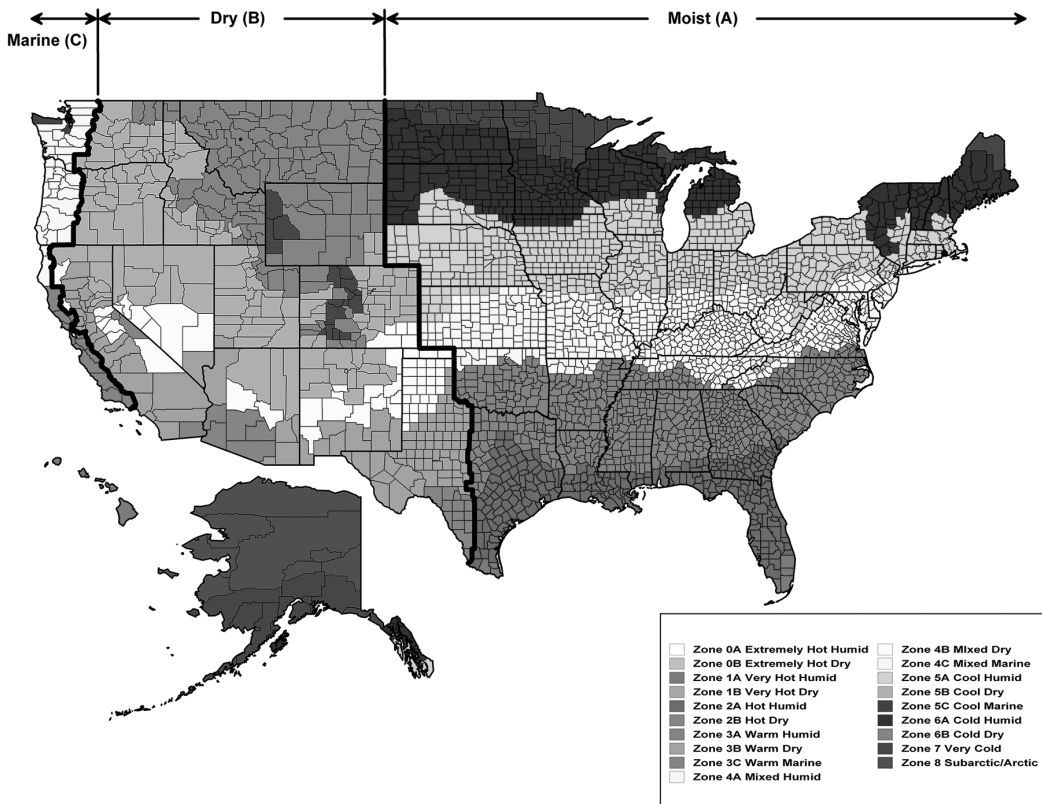 Dry (B)
Moist (A)
Marine (C)
Zone 0A Extremely Hot Humid
Zone 0B Extremely Hot Dry
Zone 1A Very Hot Humid
Zone 1B Very Hot Dry
Zone 2A Hot Humid
Zone 2B Hot Dry
Zone 3A Warm Humid
Zone 3B Warm Dry
Zone 3C Warm Marine
Zone 4A Mixed Humid
Zone 4B MIxed Dry
Zone 4C Mixed Marine
Zone 5A Cool Humid
Zone 5B Cool Dry
Zone 5C Cool Marine
Zone 6A Cold Humid
Zone 6B Cold Dry
Zone 7 Very Cold
Zone 8 Subarctic/Arctic